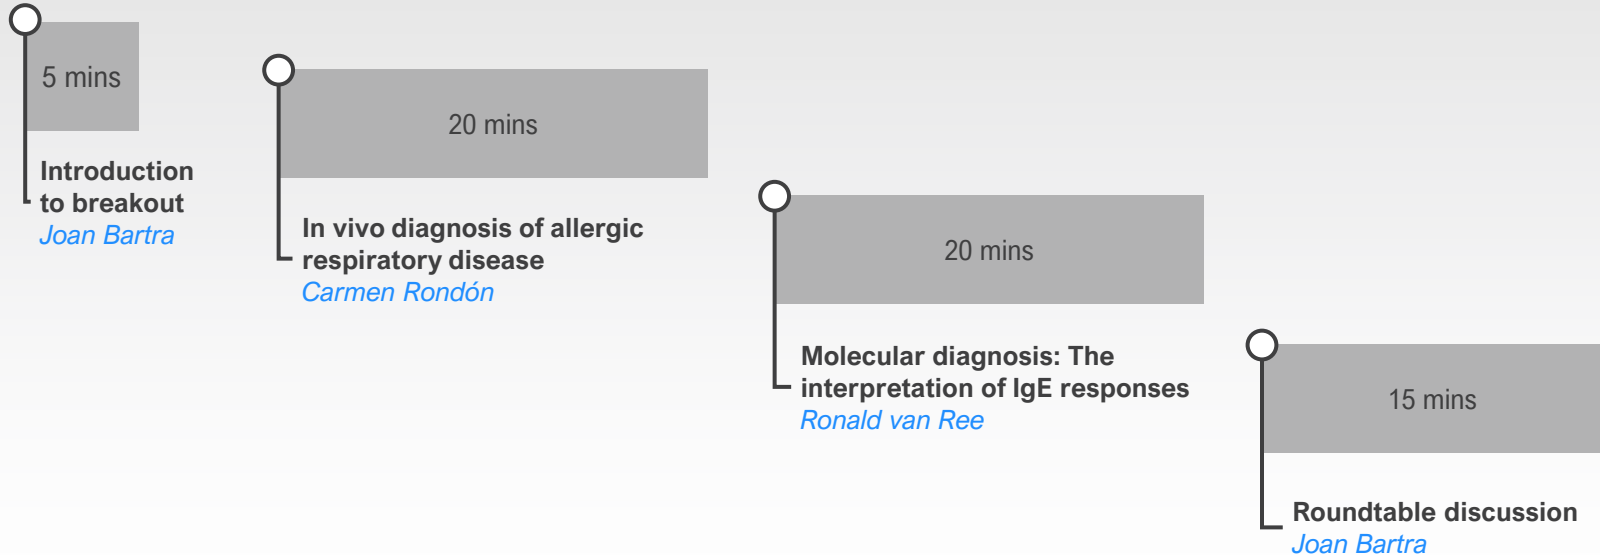 5 mins
Introduction
to breakout
Joan Bartra
20 mins
In vivo diagnosis of allergic
respiratory disease
Carmen Rondón
20 mins
Molecular diagnosis: The
interpretation of IgE responses
Ronald van Ree
15 mins
Roundtable discussion
Joan Bartra